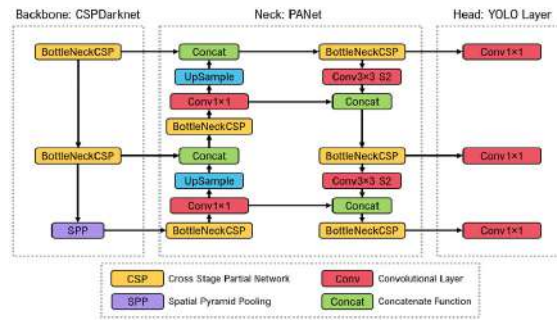 Backbone: CSPDarknet Neck: PANet Head: YOLO Layer
BottleNeckCSP Concat BottleNeckCSP Conv1×1
UpSample Conv3×3 S2
Conv1×1 Concat
BottleNeckCSP
BottleNeckCSP Concat BottleNeckCSP Conv1×1
UpSample Conv3×3 S2
Conv1×1 Concat
SPP BottleNeckCSP BottleNeckCSP Conv1×1
CSP Cross Stage Partial Network Conv Convolutional Layer
SPP Spatial Pyramid Pooling Concat Concatenate Function